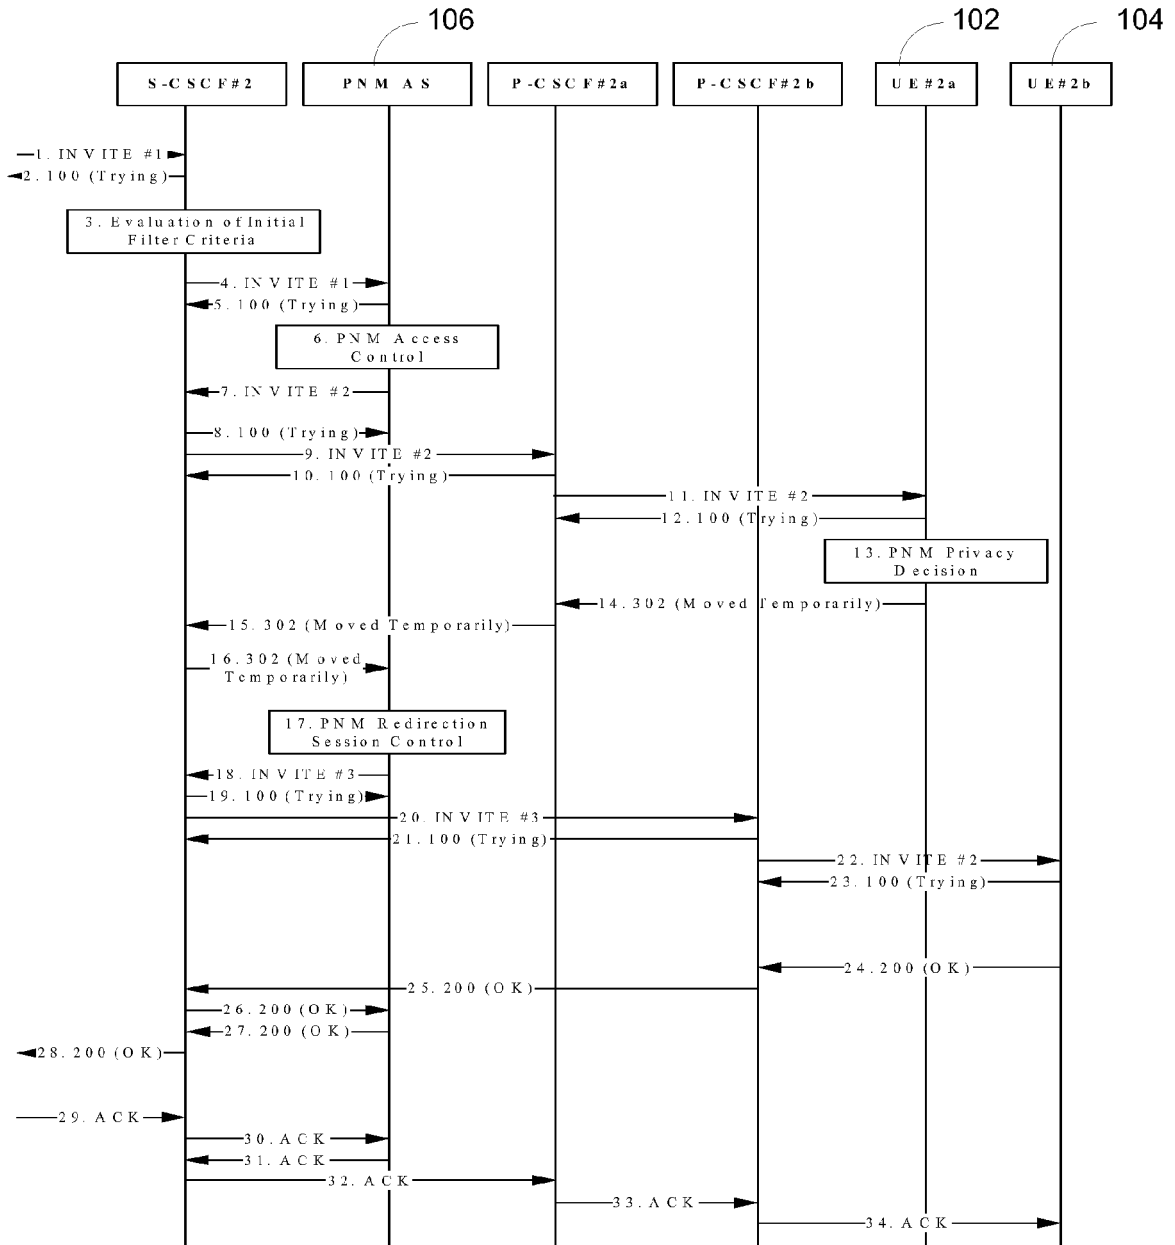 106
102
104
S-CSCF#2
PNM AS
P-CSCF#2a
P-CSCF#2b
UE#2a
UE#2b
1. INVITE #1
2.100 (Trying)
3. Evaluation of Initial
Filter Criteria
4. INVITE #1
5.100 (Trying)
6. PNM Access
Control
7. INVITE #2
8.100 (Trying)
9. INVITE #2
10.100 (Trying)
11. INVITE #2
12.100 (Trying)
13. PNM Privacy
Decision
14.302 (Moved Temporarily)
15.302 (Moved Temporarily)
16.302 (Moved
Temporarily)
17. PNM Redirection
Session Control
18. INVITE #3
19.100 (Trying)
20. INVITE #3
21.100 (Trying)
22. INVITE #2
23.100 (Trying)
24.200 (OK)
25.200 (OK)
26.200 (OK)
27.200 (OK)
28.200 (OK)
29. ACK
30. ACK
31. ACK
32. ACK
33. ACK
34. ACK